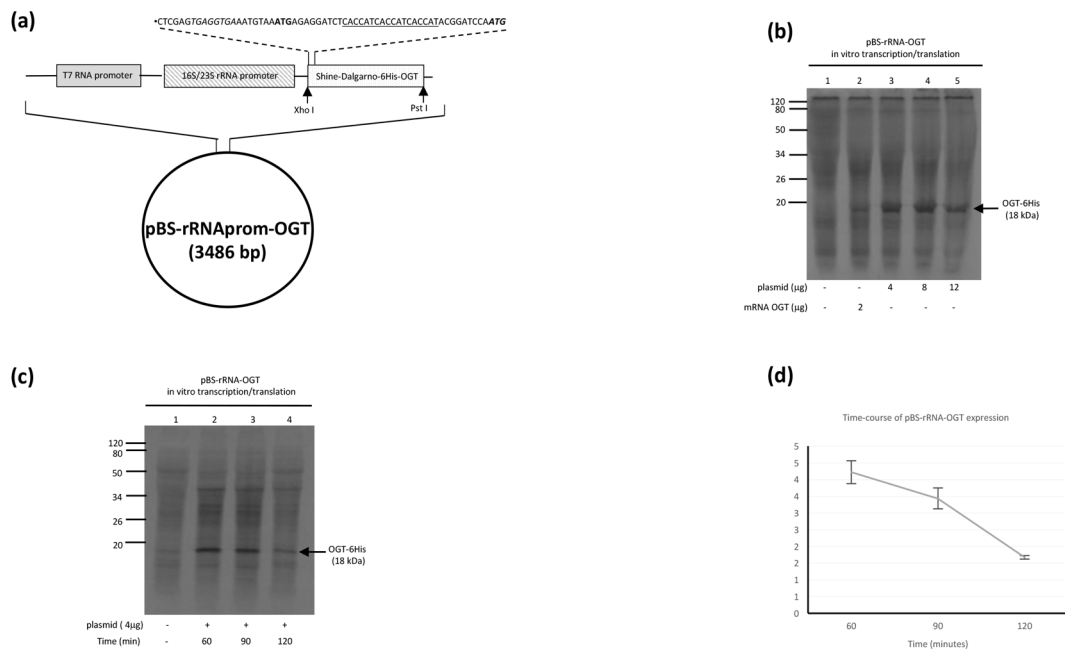 (a)
•CTCGAGTGAGGTGAAATGTAAATGAGAGGATCTCACCATCACCATCACCATACGGATCCAATG
T7 RNA promoter
16S/23S rRNA promoter
Shine-Dalgarno-6His-OGT
Xho I
Pst I
pBS-rRNAprom-OGT
(3486 bp)
(b)
pBS-rRNA-OGT
in vitro transcription/translation
1 2 3 4 5
120
80
50
34
26
20
OGT-6His
(18 kDa)
plasmid (µg) - - 4 8 12
mRNA OGT (µg) - 2 - - -
(c)
pBS-rRNA-OGT
in vitro transcription/translation
1 2 3 4
120
80
50
34
26
20
OGT-6His
(18 kDa)
plasmid ( 4µg) - + + +
Time (min) - 60 90 120
(d)
Time-course of pBS-rRNA-OGT expression
5
5
4
4
3
3
2
2
1
1
0
60 90 120
Time (minutes)